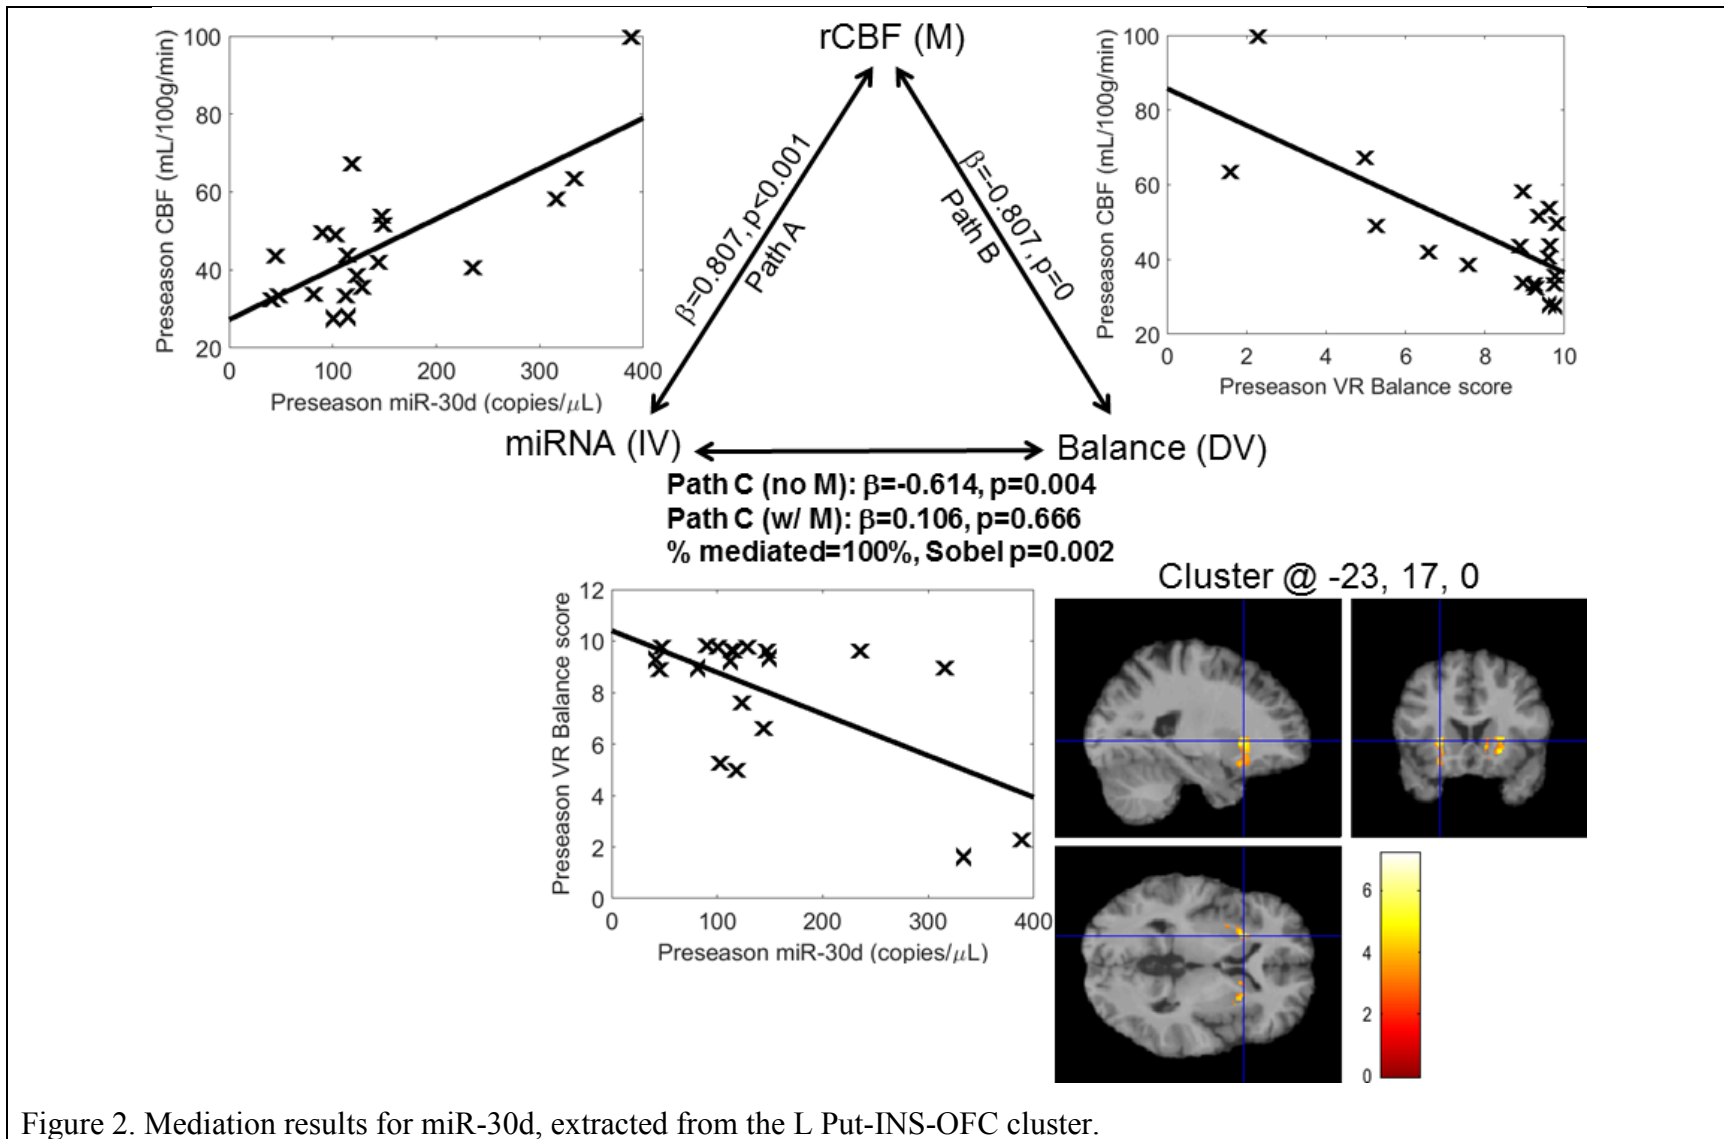 rCBF (M)
Preseason CBF (mL/100g/min)
100
80
60
40
20
0 100 200 300 400
Preseason miR-30d (copies/μL)
β=0.807, p<0.001
Path A
β=-0.807, p=0
Path B
Preseason CBF (mL/100g/min)
100
80
60
40
20
0 2 4 6 8 10
Preseason VR Balance score
miRNA (IV)
Balance (DV)
Path C (no M): β=-0.614, p=0.004
Path C (w/ M): β=0.106, p=0.666
% mediated=100%, Sobel p=0.002
Preseason VR Balance score
12
10
8
6
4
2
0
0 100 200 300 400
Preseason miR-30d (copies/μL)
Cluster @ -23, 17, 0
6
4
2
0
Figure 2. Mediation results for miR-30d, extracted from the L Put-INS-OFC cluster.